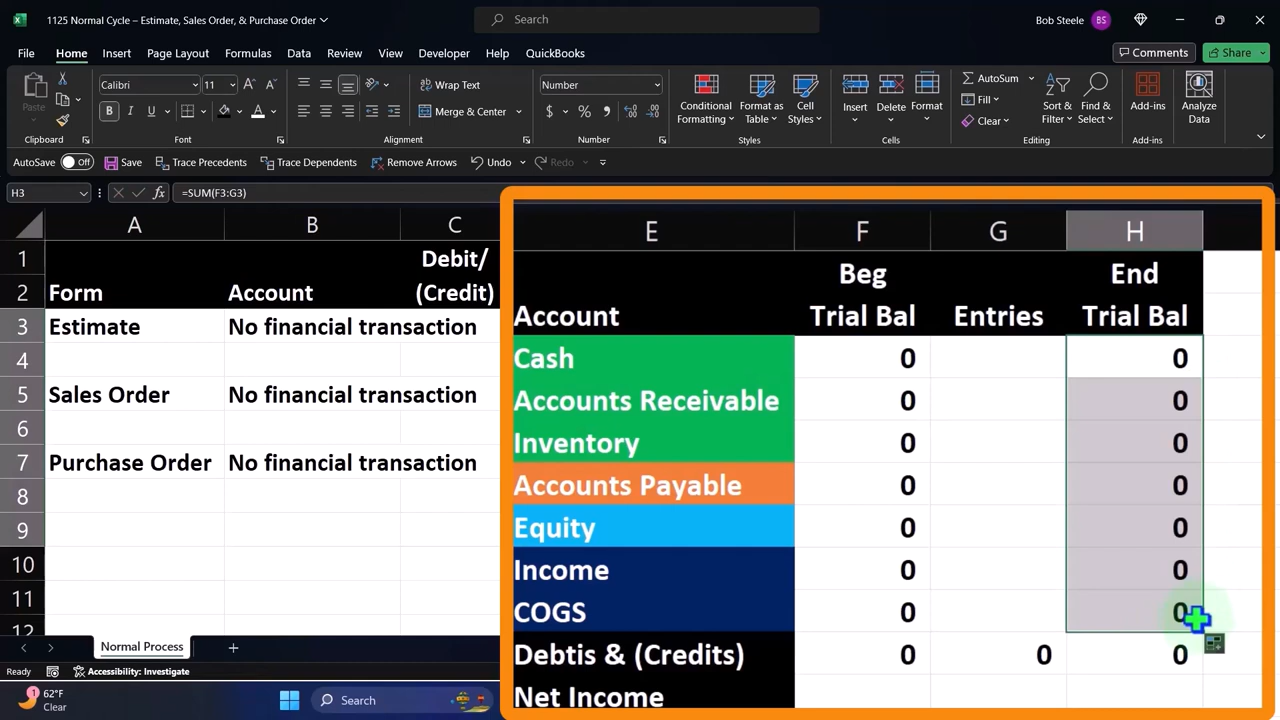 1125 Normal Cycle – Estimate, Sales Order, & Purchase Order
Search
Bob Steele BS
File Home Insert Page Layout Formulas Data Review View Developer Help QuickBooks
Comments Share
Paste
Clipboard
Calibri 11 A A
B I U A
Font
Wrap Text
Merge & Center
Alignment
Number
$ % ,
Number
Conditional Formatting
Format as Table
Cell Styles
Styles
Insert Delete Format
Cells
AutoSum
Fill
Clear
Sort & Filter
Find & Select
Editing
Add-ins
Add-ins
Analyze Data
AutoSave Off Save Trace Precedents Trace Dependents Remove Arrows Undo Redo
H3 fx =SUM(F3:G3)
A B C
1 Debit/
2 Form Account (Credit)
3 Estimate No financial transaction
4
5 Sales Order No financial transaction
6
7 Purchase Order No financial transaction
8
9
10
11
12
E F G H
Beg End
Account Trial Bal Entries Trial Bal
Cash 0 0
Accounts Receivable 0 0
Inventory 0 0
Accounts Payable 0 0
Equity 0 0
Income 0 0
COGS 0 0
Debtis & (Credits) 0 0 0
Net Income
Normal Process
Ready Accessibility: Investigate
1 62°F
Clear
Search